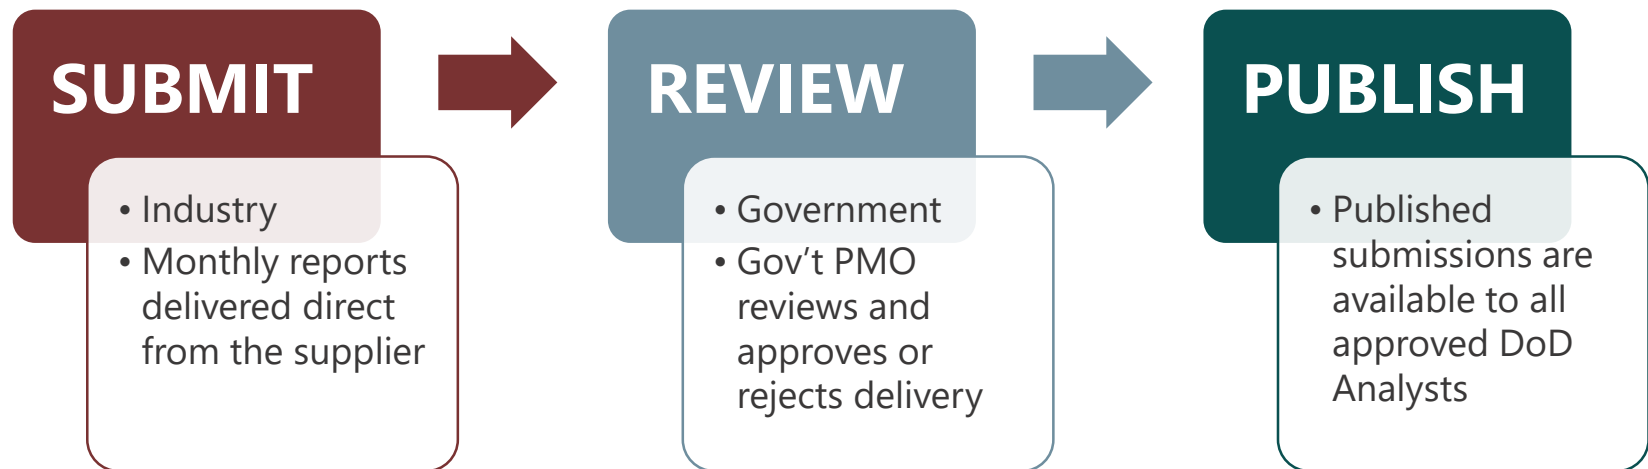 SUBMIT
• Industry
• Monthly reports
delivered direct
from the supplier
REVIEW
• Government
• Gov’t PMO
reviews and
approves or
rejects delivery
PUBLISH
• Published
submissions are
available to all
approved DoD
Analysts